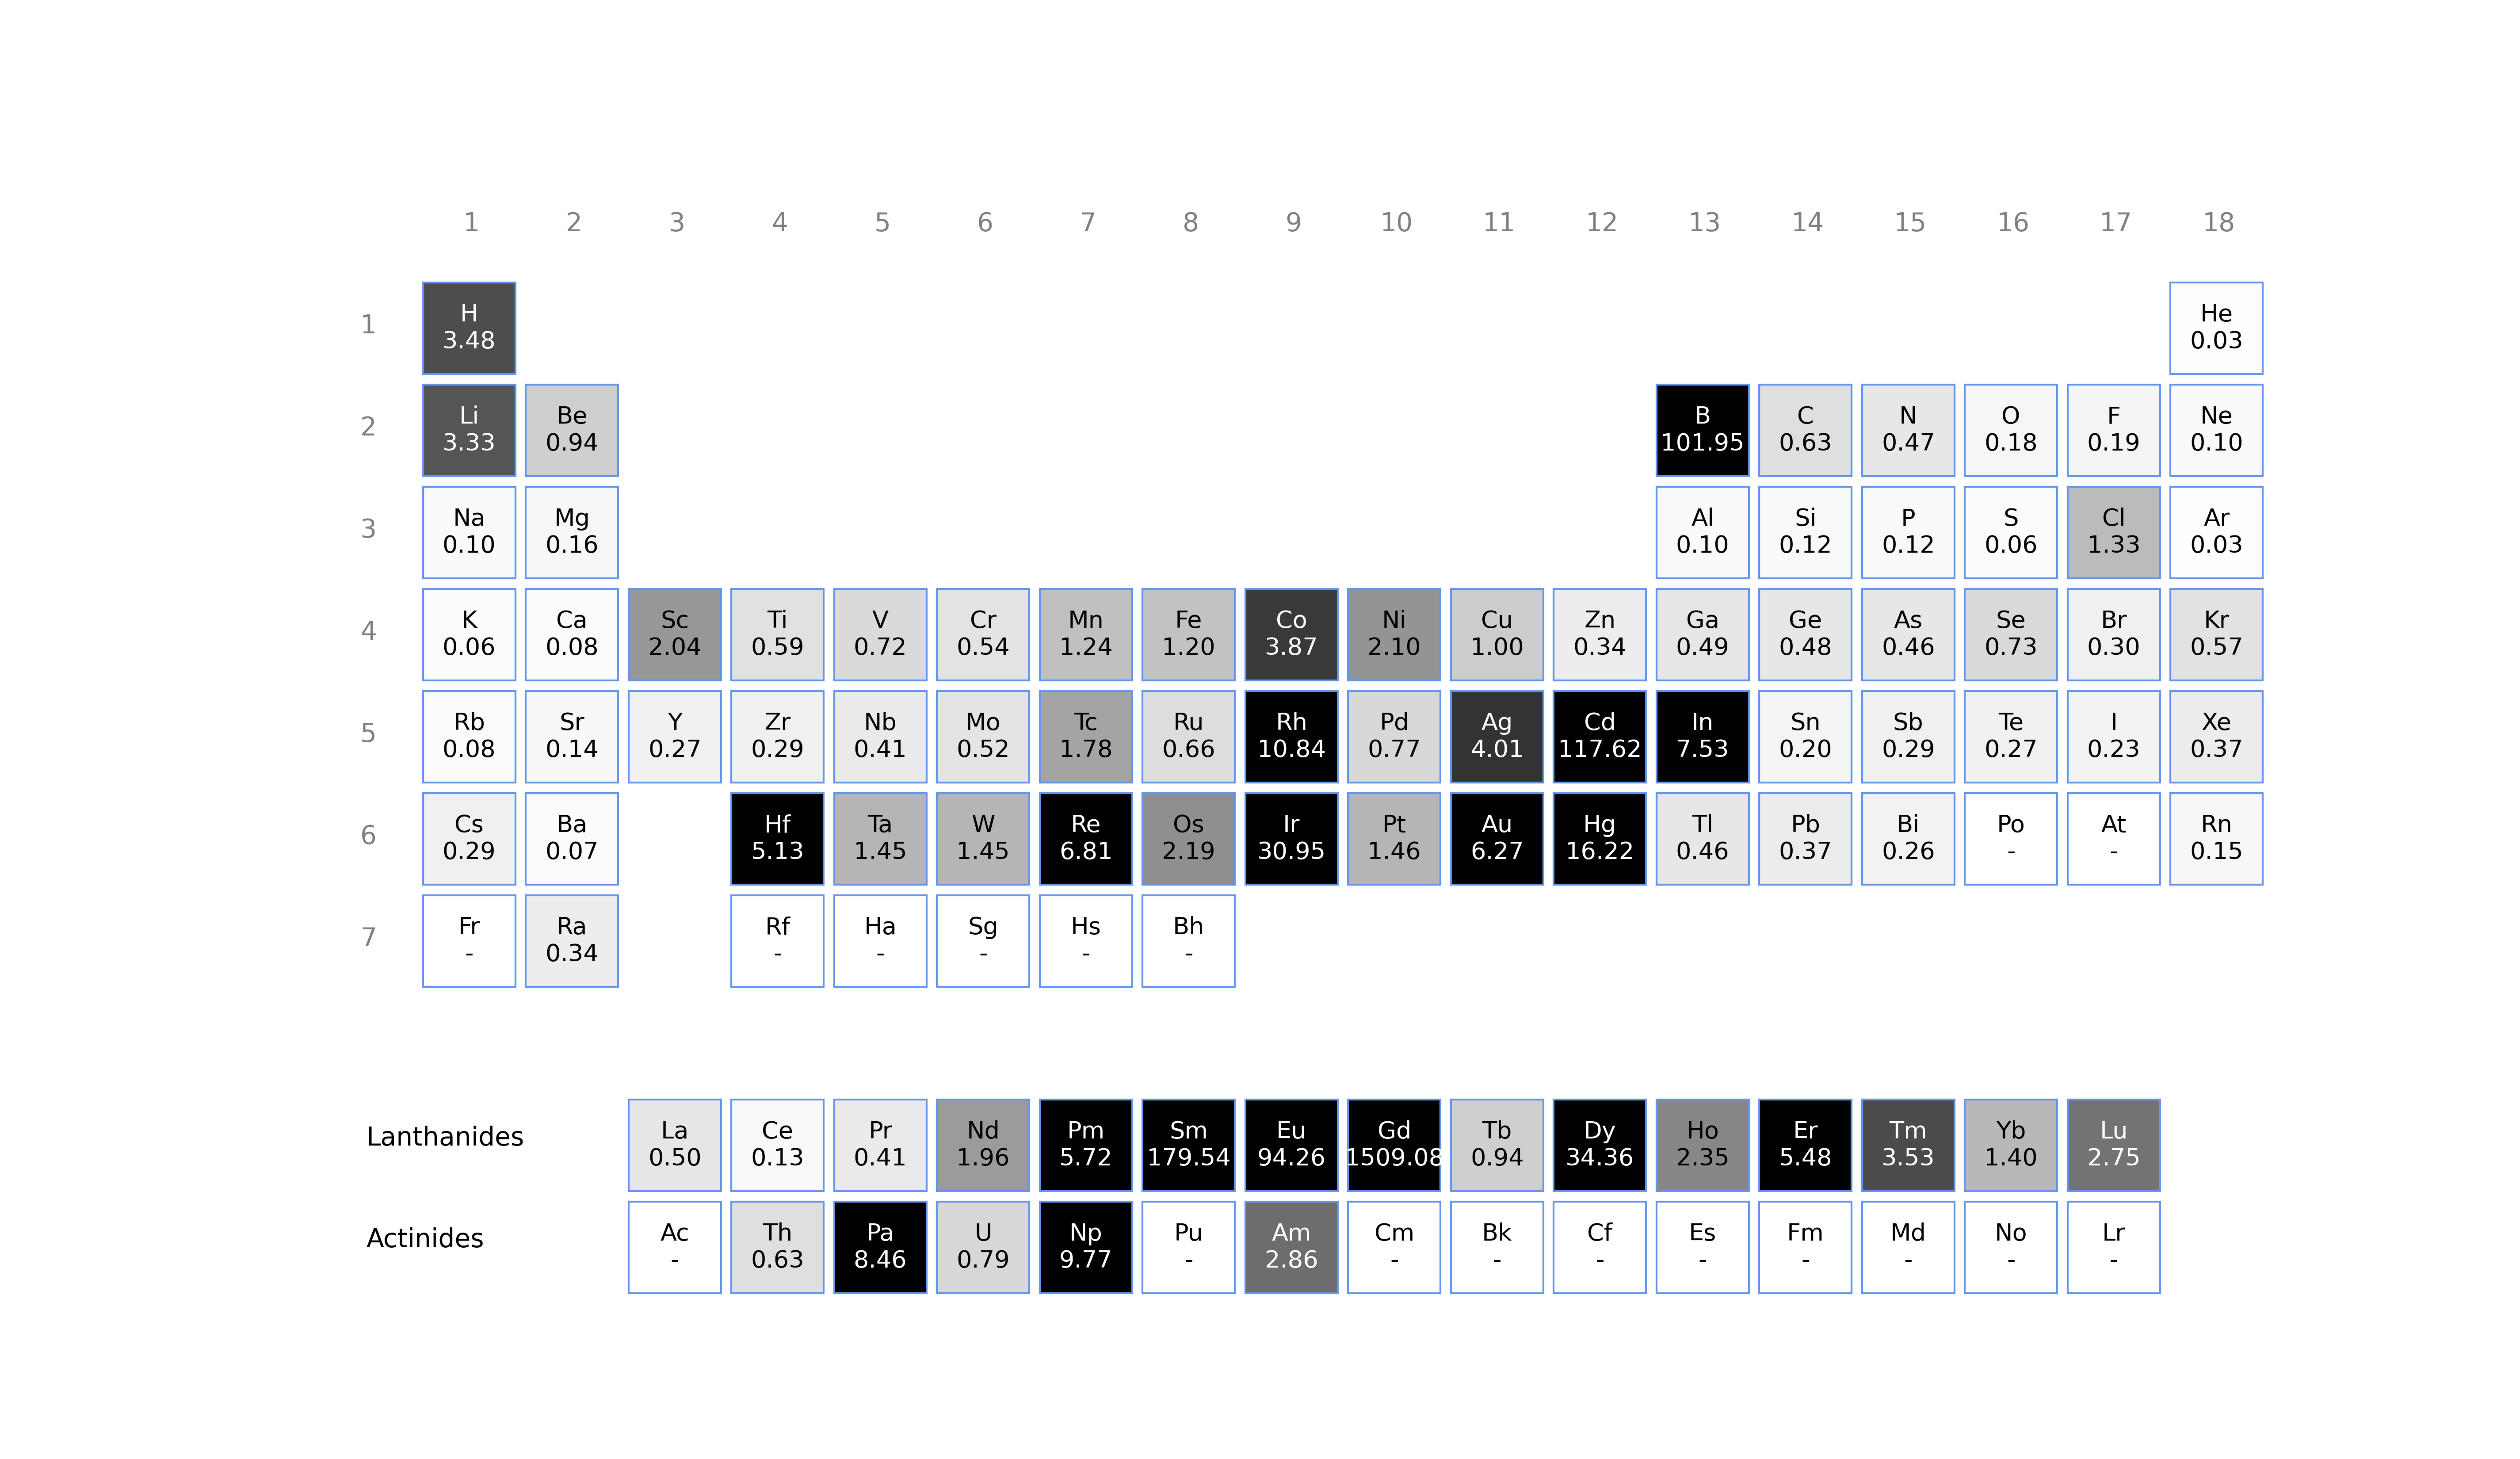 1 2 3 4 5 6 7 8 9 10 11 12 13 14 15 16 17 18
1 H He
3.48 0.03
2 Li Be B C N O F Ne
3.33 0.94 101.95 0.63 0.47 0.18 0.19 0.10
3 Na Mg Al Si P S Cl Ar
0.10 0.16 0.10 0.12 0.12 0.06 1.33 0.03
4 K Ca Sc Ti V Cr Mn Fe Co Ni Cu Zn Ga Ge As Se Br Kr
0.06 0.08 2.04 0.59 0.72 0.54 1.24 1.20 3.87 2.10 1.00 0.34 0.49 0.48 0.46 0.73 0.30 0.57
5 Rb Sr Y Zr Nb Mo Tc Ru Rh Pd Ag Cd In Sn Sb Te I Xe
0.08 0.14 0.27 0.29 0.41 0.52 1.78 0.66 10.84 0.77 4.01 117.62 7.53 0.20 0.29 0.27 0.23 0.37
6 Cs Ba Hf Ta W Re Os Ir Pt Au Hg Tl Pb Bi Po At Rn
0.29 0.07 5.13 1.45 1.45 6.81 2.19 30.95 1.46 6.27 16.22 0.46 0.37 0.26 - - 0.15
7 Fr Ra Rf Ha Sg Hs Bh
- 0.34 - - - - -
Lanthanides La Ce Pr Nd Pm Sm Eu Gd Tb Dy Ho Er Tm Yb Lu
0.50 0.13 0.41 1.96 5.72 179.54 94.26 1509.08 0.94 34.36 2.35 5.48 3.53 1.40 2.75
Actinides Ac Th Pa U Np Pu Am Cm Bk Cf Es Fm Md No Lr
- 0.63 8.46 0.79 9.77 - 2.86 - - - - - - - -